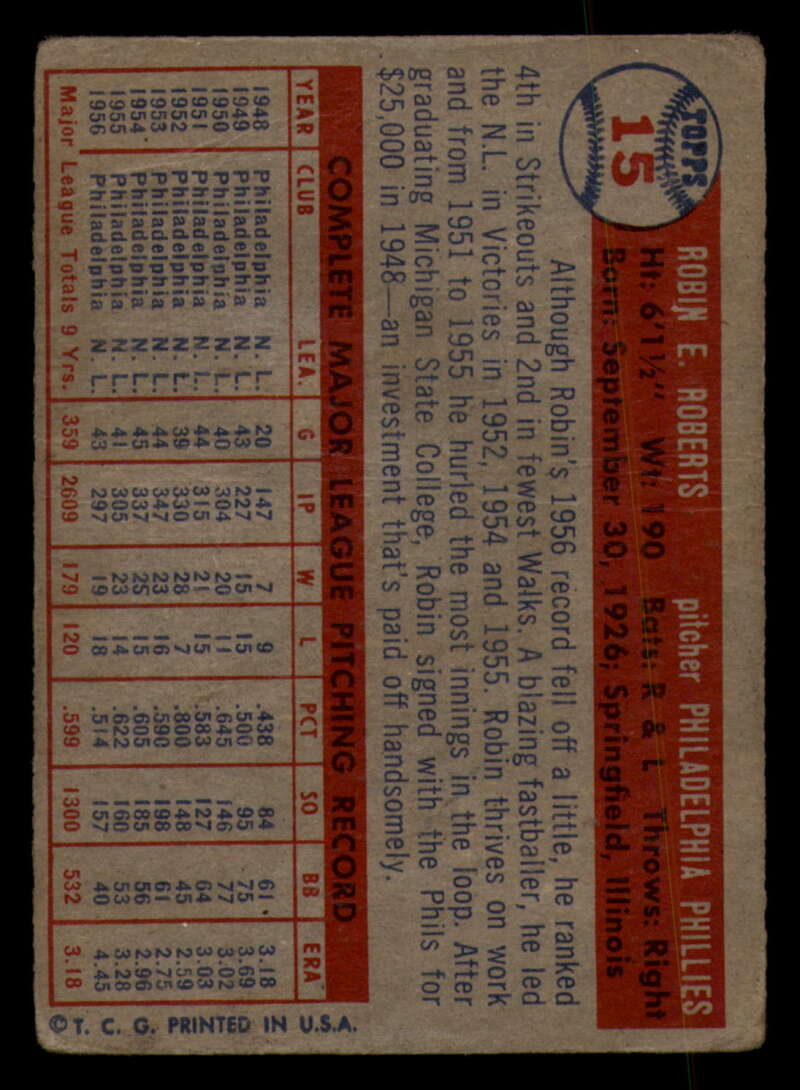 TOPPS
15
ROBIN E. ROBERTS pitcher PHILADELPHIA PHILLIES
Ht: 6'1½" Wt: 190 Bats: R & L Throws: Right
Born: September 30, 1926; Springfield, Illinois
Although Robin's 1956 record fell off a little, he ranked
4th in Strikeouts and 2nd in fewest Walks. A blazing fastballer, he led
the N.L. in Victories in 1952, 1954 and 1955. Robin thrives on work
and from 1951 to 1955 he hurled the most innings in the loop. After
graduating Michigan State College, Robin signed with the Phils for
$25,000 in 1948—an investment that's paid off handsomely.
COMPLETE MAJOR LEAGUE PITCHING RECORD
YEAR CLUB LEA. G IP W L PCT SO BB ERA
1948 Philadelphia N. L. 20 147 7 9 .438 84 61 3.18
1949 Philadelphia N. L. 43 227 15 15 .500 95 75 3.69
1950 Philadelphia N. L. 40 304 20 11 .645 146 77 3.02
1951 Philadelphia N. L. 44 315 21 15 .583 127 64 3.03
1952 Philadelphia N. L. 39 330 28 7 .800 148 45 2.59
1953 Philadelphia N. L. 44 347 23 16 .590 198 61 2.75
1954 Philadelphia N. L. 45 337 25 15 .605 185 56 2.96
1955 Philadelphia N. L. 41 305 23 14 .622 160 53 3.28
1956 Philadelphia N. L. 43 297 19 18 .514 157 40 4.45
Major League Totals 9 Yrs. 359 2609 179 120 .599 1300 532 3.18
© T. C. G. PRINTED IN U.S.A.